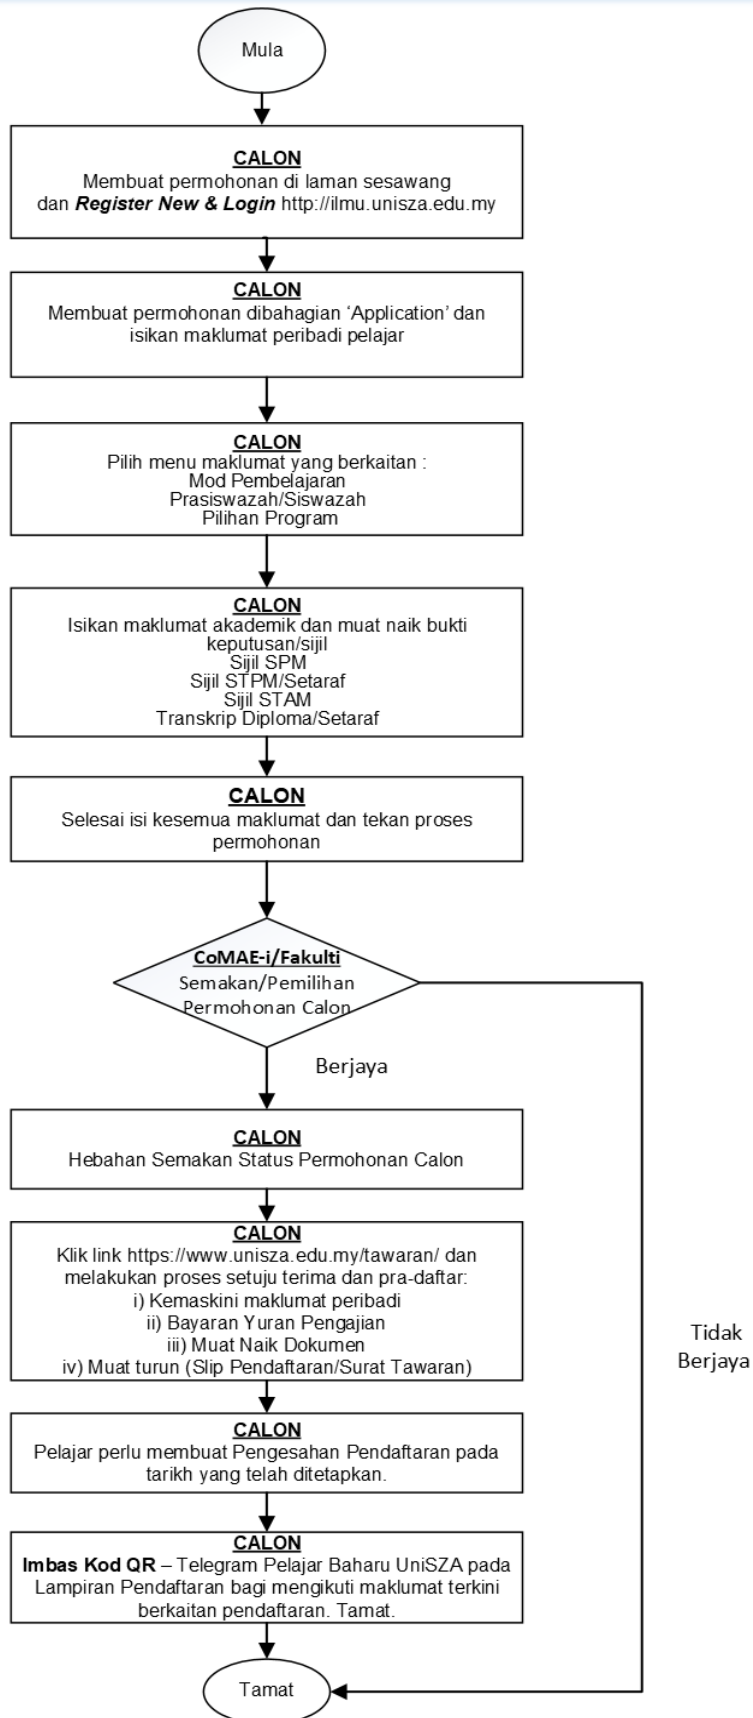 Mula
CALON
Membuat permohonan di laman sesawang
dan Register New & Login http://ilmu.unisza.edu.my
CALON
Membuat permohonan dibahagian ‘Application’ dan
isikan maklumat peribadi pelajar
CALON
Pilih menu maklumat yang berkaitan :
Mod Pembelajaran
Prasiswazah/Siswazah
Pilihan Program
CALON
Isikan maklumat akademik dan muat naik bukti
keputusan/sijil
Sijil SPM
Sijil STPM/Setaraf
Sijil STAM
Transkrip Diploma/Setaraf
CALON
Selesai isi kesemua maklumat dan tekan proses
permohonan
CoMAE-i/Fakulti
Semakan/Pemilihan
Permohonan Calon
Berjaya
CALON
Hebahan Semakan Status Permohonan Calon
CALON
Klik link https://www.unisza.edu.my/tawaran/ dan
melakukan proses setuju terima dan pra-daftar:
i) Kemaskini maklumat peribadi
ii) Bayaran Yuran Pengajian
iii) Muat Naik Dokumen
iv) Muat turun (Slip Pendaftaran/Surat Tawaran)
Tidak
Berjaya
CALON
Pelajar perlu membuat Pengesahan Pendaftaran pada
tarikh yang telah ditetapkan.
CALON
Imbas Kod QR – Telegram Pelajar Baharu UniSZA pada
Lampiran Pendaftaran bagi mengikuti maklumat terkini
berkaitan pendaftaran. Tamat.
Tamat